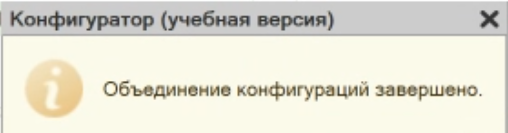 Конфигуратор (учебная версия)
Объединение конфигураций завершено.